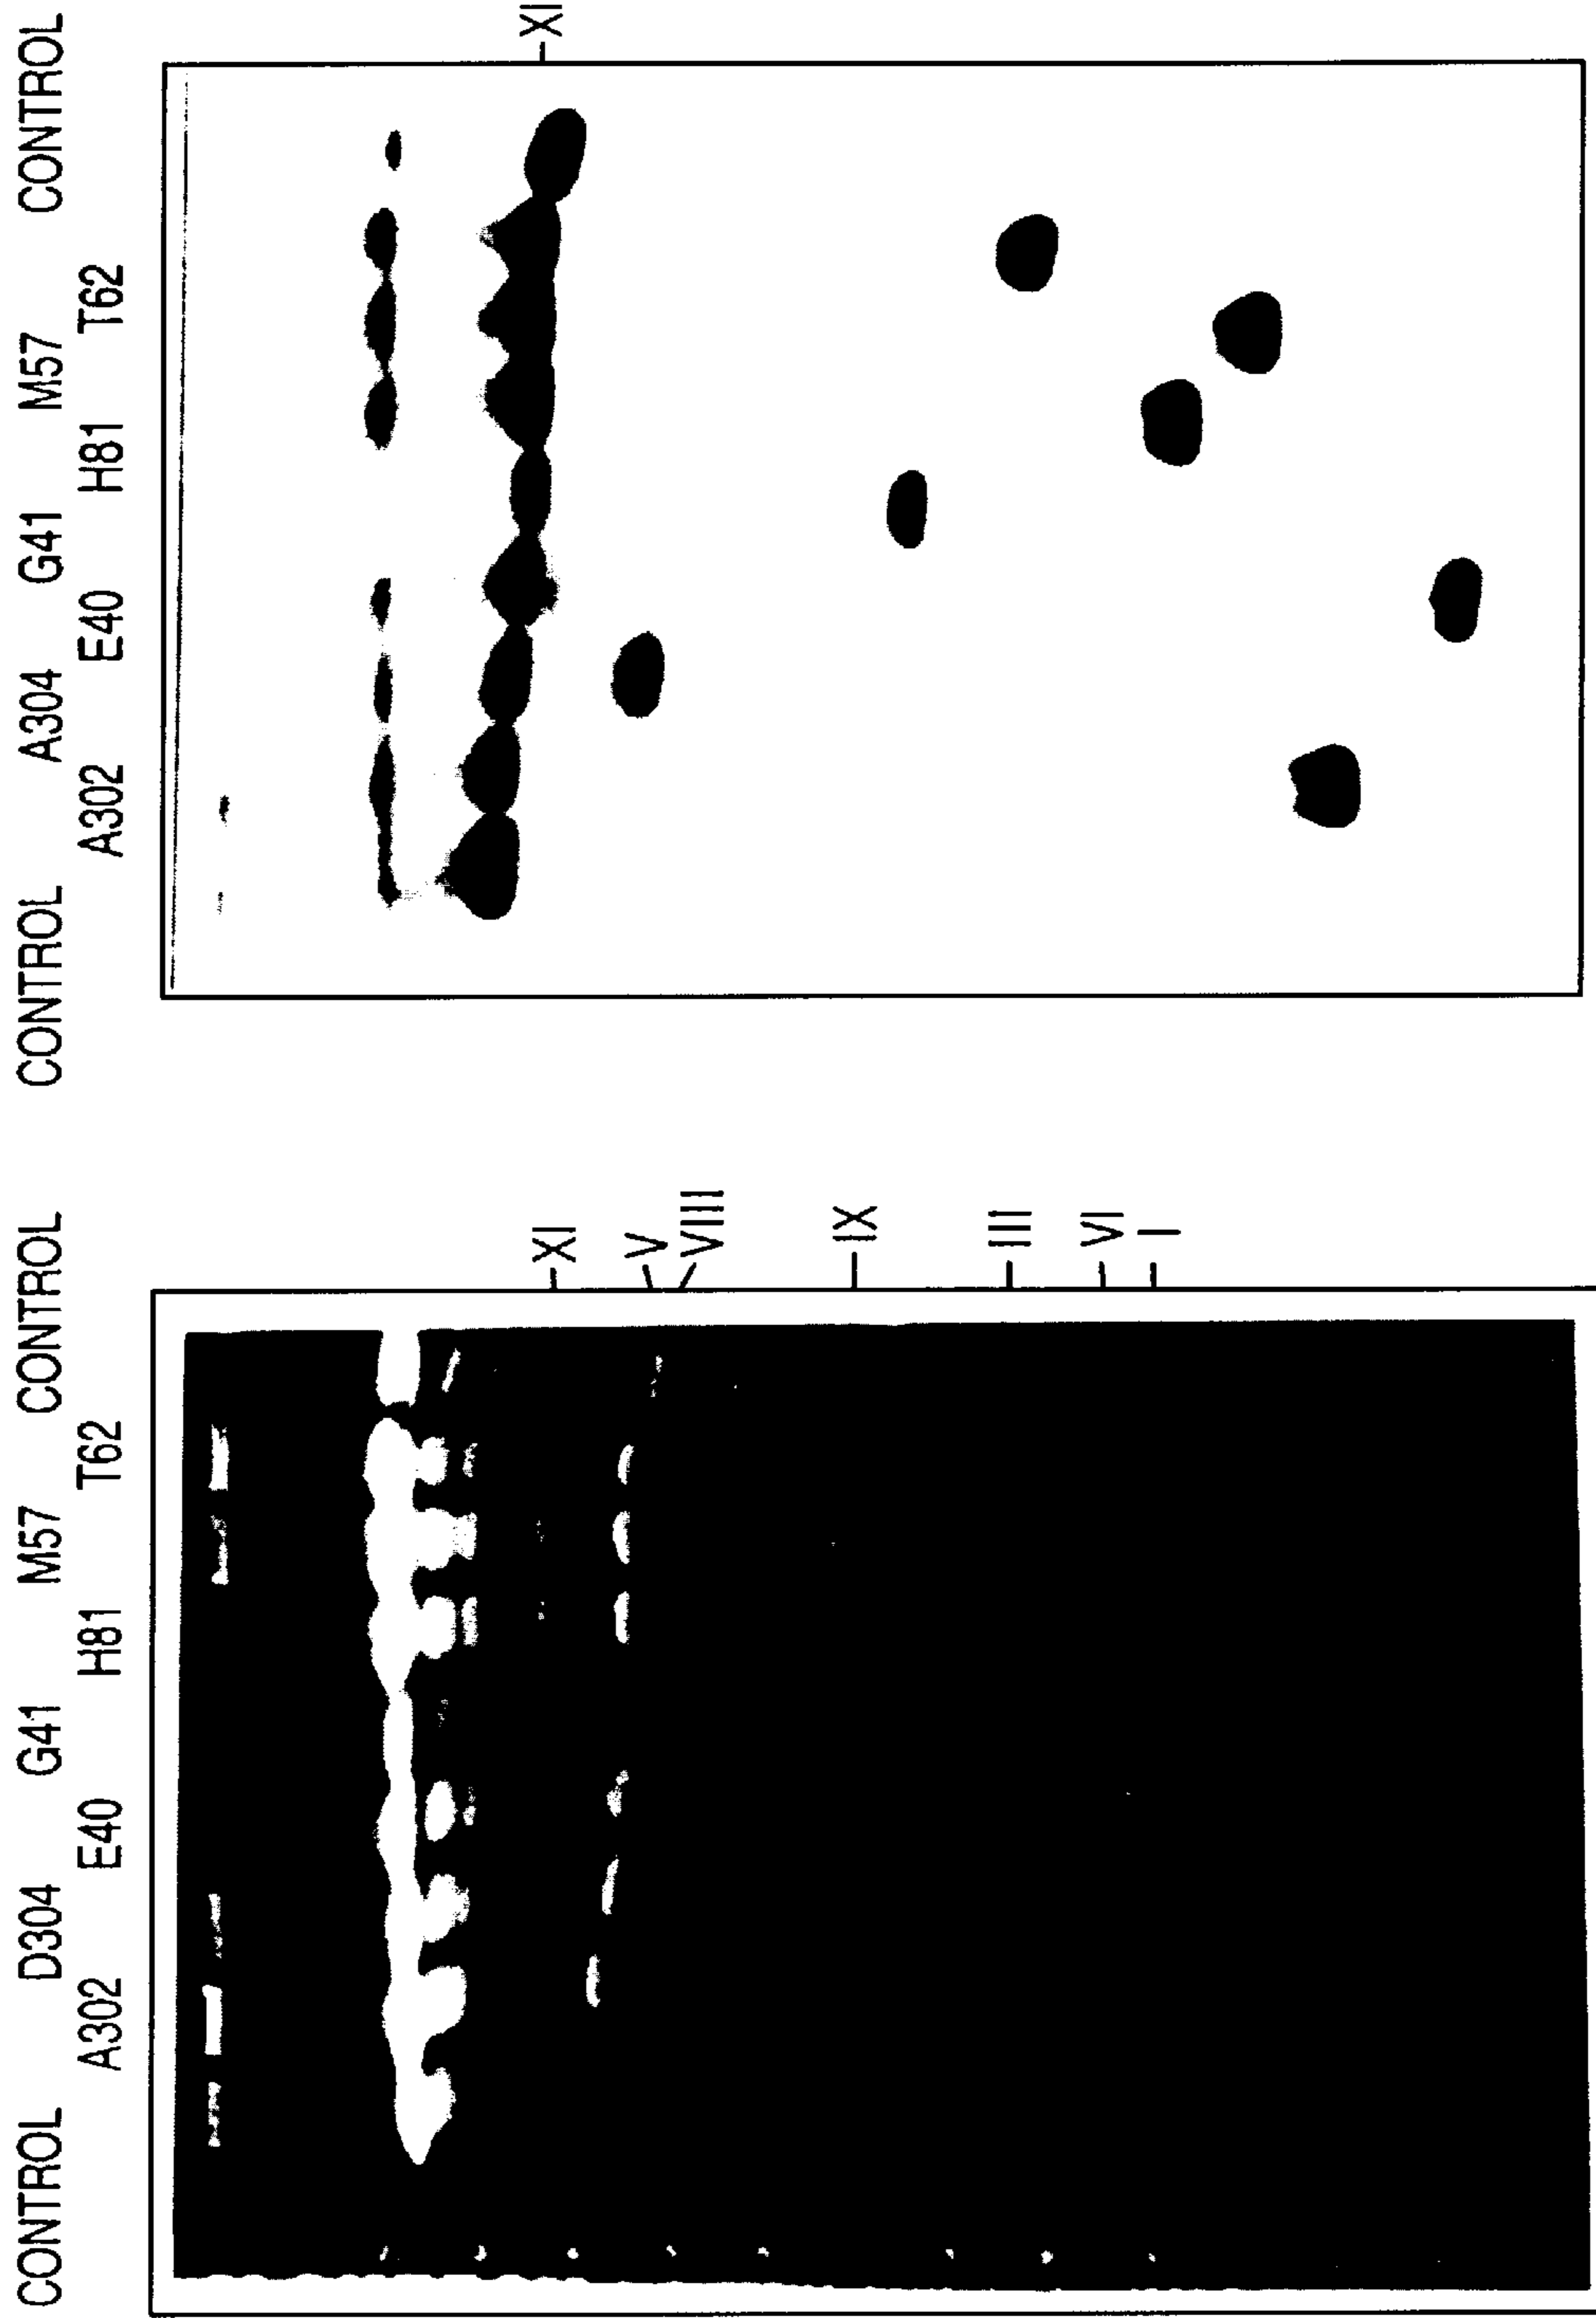 CONTROL A304 G41 M57 CONTROL
A302 E40 H81 T62
-XI
CONTROL D304 G41 M57 CONTROL
A302 E40 H81 T62
-XI
V
VIII
-IX
III
VI
I